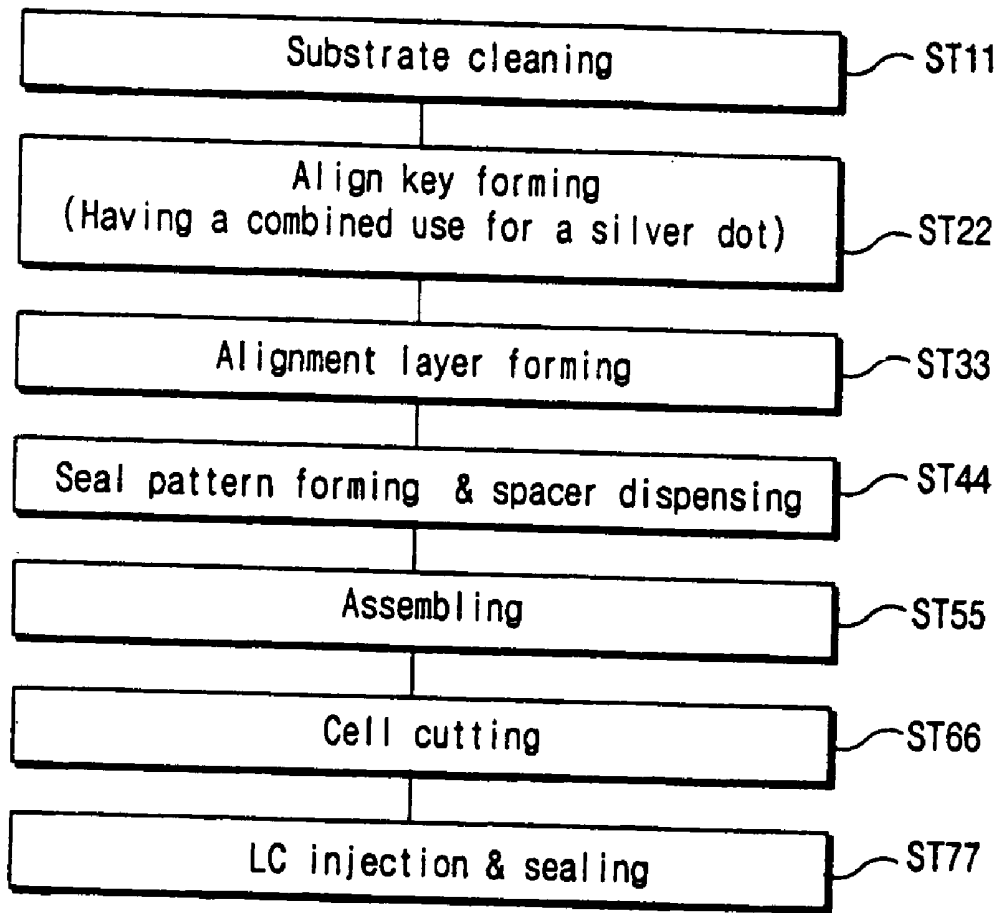 Substrate cleaning
ST11
Align key forming
(Having a combined use for a silver dot)
ST22
Alignment layer forming
ST33
Seal pattern forming & spacer dispensing
ST44
Assembling
ST55
Cell cutting
ST66
LC injection & sealing
ST77